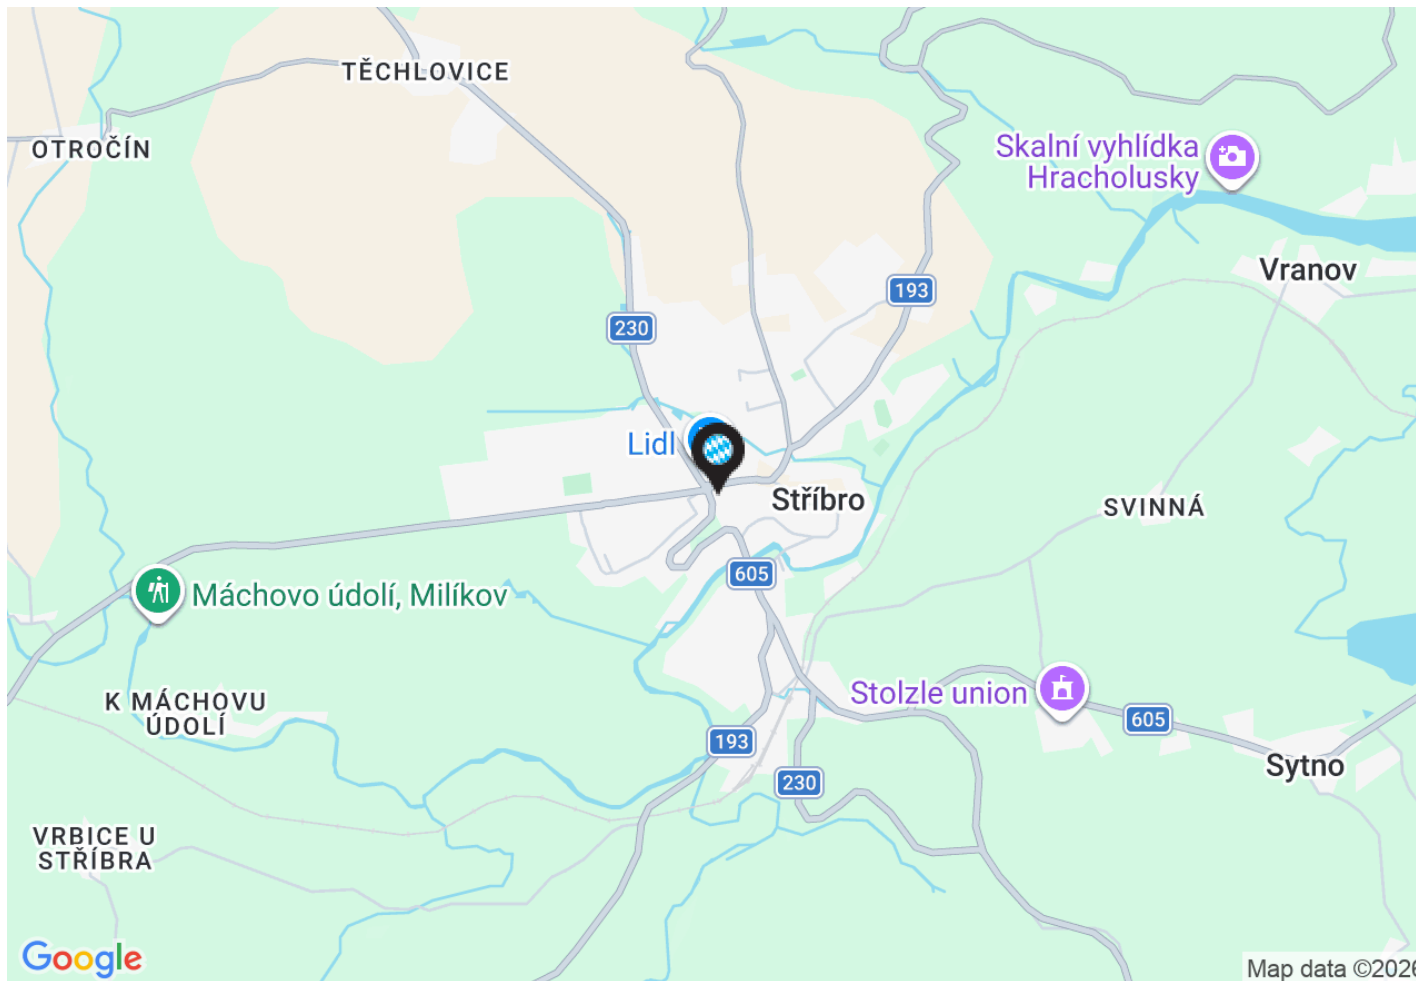 TĚCHLOVICE
OTROČÍN
Skalní vyhlídka
Hracholusky
Vranov
193
230
Lidl
Stříbro
SVINNÁ
605
Máchovo údolí, Milíkov
K MÁCHOVU
ÚDOLÍ
Stolzle union
605
193
Sytno
230
VRBICE U
STŘÍBRA
Google
Map data ©2026